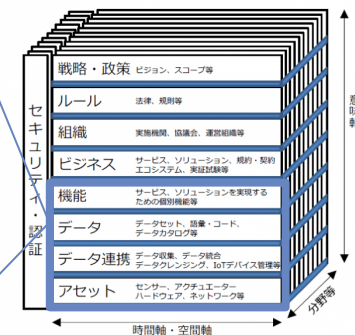 戦略・政策 ビジョン、スコープ等
ルール 法律、規則等
組織 実施機関、協議会、運営組織等
ビジネス サービス、ソリューション、規約・契約
エコシステム、実証試験等
機能 サービス、ソリューションを実現する
ための個別機能等
データ データセット、語彙・コード、
データカタログ等
データ連携 データ収集、データ統合
データクレンジング、IoTデバイス管理等
アセット センサー、アクチュエーター
ハードウェア、ネットワーク等
セキュリティ・認証
意味軸
分野等
時間軸・空間軸